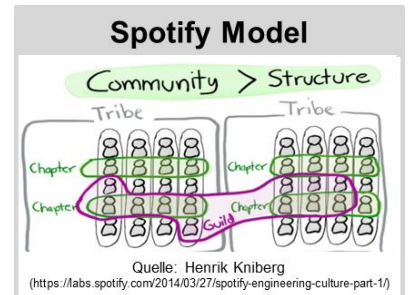 Spotify Model
Community > Structure
Tribe
Tribe
Chapter
Chapter
Chapter
Chapter
Guild
Quelle: Henrik Kniberg
(https://labs.spotify.com/2014/03/27/spotify-engineering-culture-part-1/)